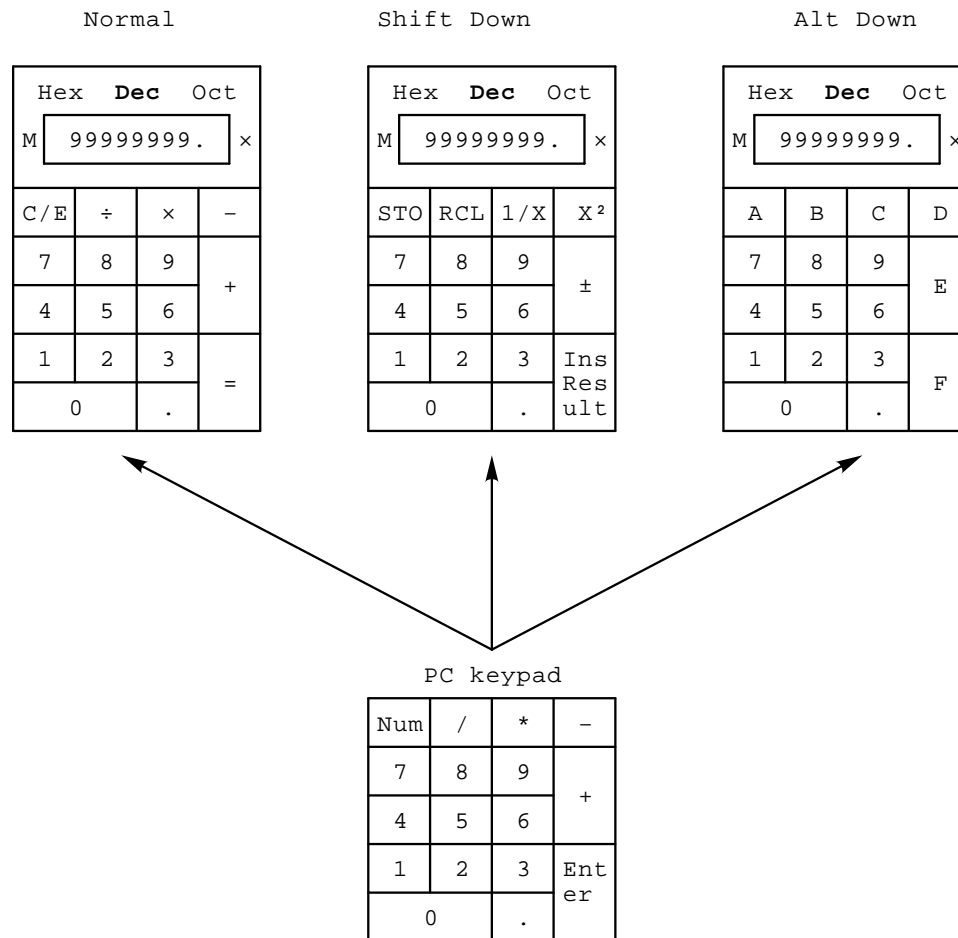 Normal Shift Down Alt Down
Hex Dec Oct Hex Dec Oct Hex Dec Oct
M 99999999. × M 99999999. × M 99999999. ×
C/E ÷ × − STO RCL 1/X X² A B C D
7 8 9 7 8 9 7 8 9
+ ± E
4 5 6 4 5 6 4 5 6
1 2 3 1 2 3 Ins 1 2 3
= Res F
0 . 0 . ult 0 .
PC keypad
Num / * −
7 8 9
+
4 5 6
1 2 3 Ent
er
0 .